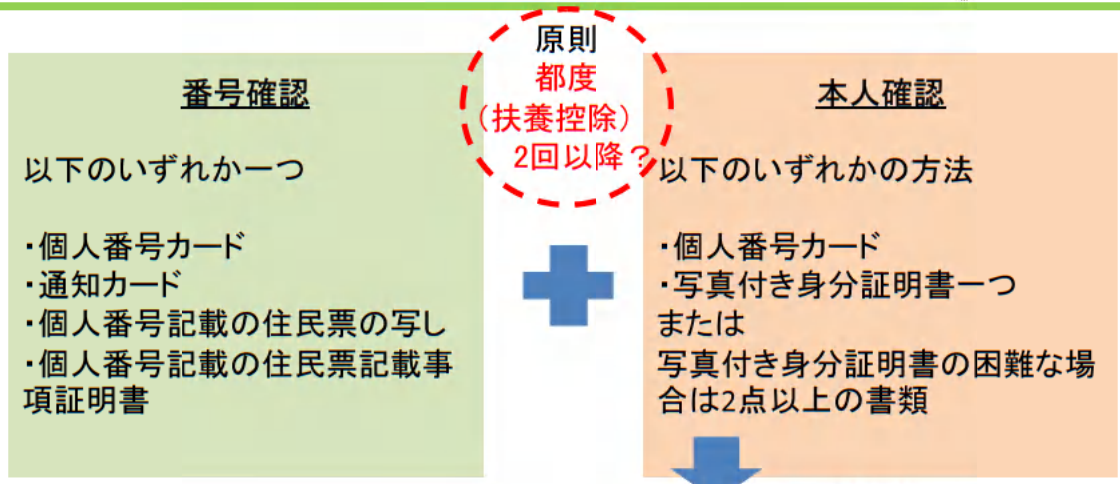 原則
都度
(扶養控除)
2回以降？
番号確認
以下のいずれか一つ
・個人番号カード
・通知カード
・個人番号記載の住民票の写し
・個人番号記載の住民票記載事
項証明書
本人確認
以下のいずれかの方法
・個人番号カード
・写真付き身分証明書一つ
または
写真付き身分証明書の困難な場
合は2点以上の書類